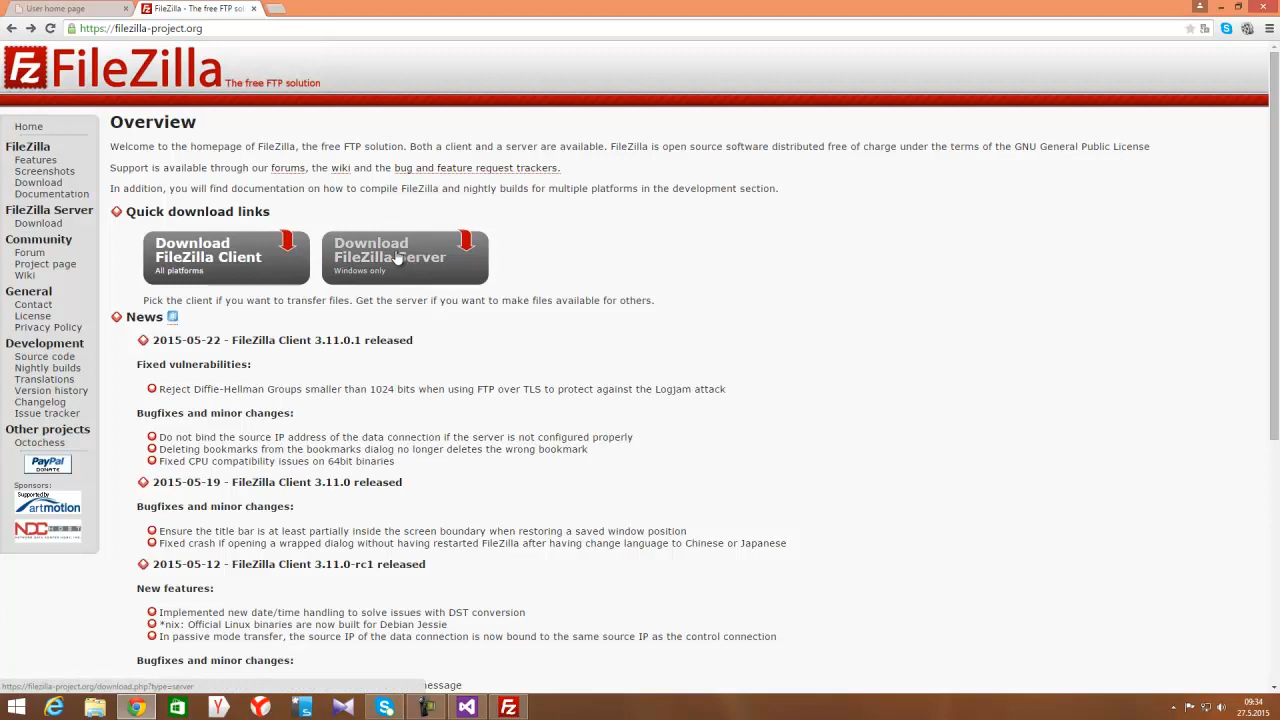 User home page
FileZilla - The free FTP sol
https://filezilla-project.org
FileZilla The free FTP solution
Home
FileZilla
Features
Screenshots
Download
Documentation
FileZilla Server
Download
Community
Forum
Project page
Wiki
General
Contact
License
Privacy Policy
Development
Source code
Nightly builds
Translations
Version history
Changelog
Issue tracker
Other projects
Octochess
PayPal
DONATE
Sponsors:
Supported by
artmotion
Overview
Welcome to the homepage of FileZilla, the free FTP solution. Both a client and a server are available. FileZilla is open source software distributed free of charge under the terms of the GNU General Public License
Support is available through our forums, the wiki and the bug and feature request trackers.
In addition, you will find documentation on how to compile FileZilla and nightly builds for multiple platforms in the development section.
Quick download links
Download
FileZilla Client
All platforms
Download
FileZilla Server
Windows only
Pick the client if you want to transfer files. Get the server if you want to make files available for others.
News
2015-05-22 - FileZilla Client 3.11.0.1 released
Fixed vulnerabilities:
Reject Diffie-Hellman Groups smaller than 1024 bits when using FTP over TLS to protect against the Logjam attack
Bugfixes and minor changes:
Do not bind the source IP address of the data connection if the server is not configured properly
Deleting bookmarks from the bookmarks dialog no longer deletes the wrong bookmark
Fixed CPU compatibility issues on 64bit binaries
2015-05-19 - FileZilla Client 3.11.0 released
Bugfixes and minor changes:
Ensure the title bar is at least partially inside the screen boundary when restoring a saved window position
Fixed crash if opening a wrapped dialog without having restarted FileZilla after having change language to Chinese or Japanese
2015-05-12 - FileZilla Client 3.11.0-rc1 released
New features:
Implemented new date/time handling to solve issues with DST conversion
*nix: Official Linux binaries are now built for Debian Jessie
In passive mode transfer, the source IP of the data connection is now bound to the same source IP as the control connection
Bugfixes and minor changes:
message
https://filezilla-project.org/download.php?type=server
09:34
27.5.2015